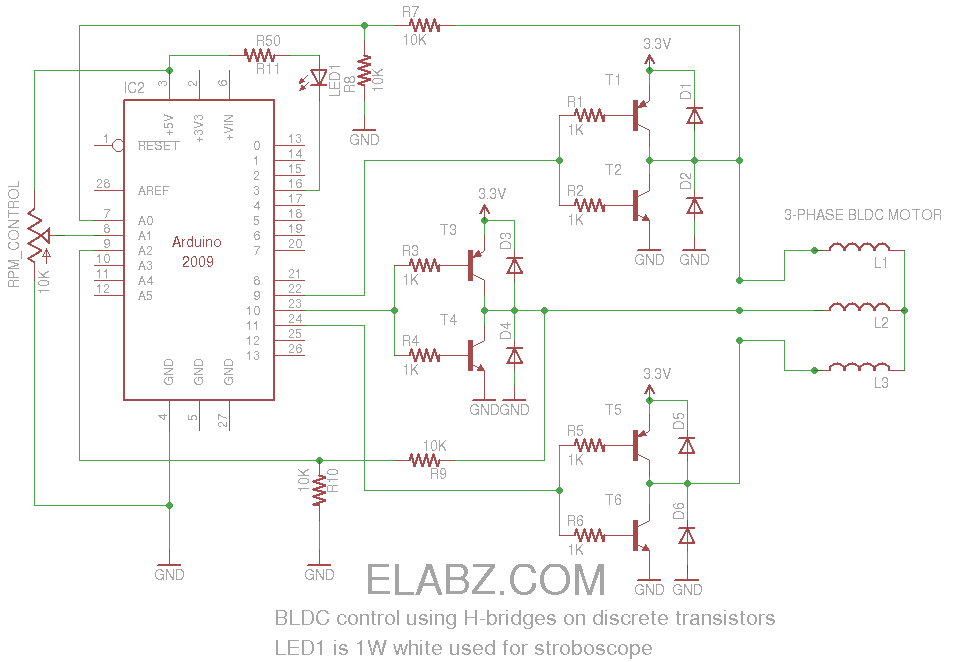 R7
10K
3.3V
R50
R11
LED1
R8
10K
GND
T1
D1
IC2
3
2
6
+5V
+3V3
+VIN
R1
1K
1
RESET
0
13
1
14
2
15
3
16
4
17
5
18
6
19
7
20
8
21
9
22
10
23
11
24
12
25
13
26
T2
D2
R2
1K
GND
GND
28
AREF
7
A0
8
A1
9
A2
10
A3
11
A4
12
A5
Arduino
2009
RPM_CONTROL
10K
3.3V
T3
D3
R3
1K
T4
D4
R4
1K
GND
GND
3-PHASE BLDC MOTOR
L1
L2
L3
GND
GND
GND
4
5
27
3.3V
T5
D5
R5
1K
10K
R9
10K
R10
T6
D6
R6
1K
GND
GND
GND
GND
ELABZ.COM
BLDC control using H-bridges on discrete transistors
LED1 is 1W white used for stroboscope